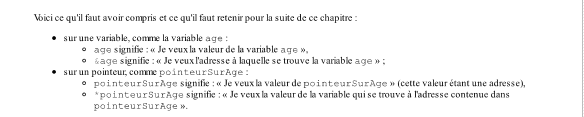 Voici ce qu'il faut avoir compris et ce qu'il faut retenir pour la suite de ce chapitre :
• sur une variable, comme la variable age :
○ age signifie : « Je veux la valeur de la variable age »,
○ &age signifie : « Je veux l'adresse à laquelle se trouve la variable age » ;
• sur un pointeur, comme pointeurSurAge :
○ pointeurSurAge signifie : « Je veux la valeur de pointeurSurAge » (cette valeur étant une adresse),
○ *pointeurSurAge signifie : « Je veux la valeur de la variable qui se trouve à l'adresse contenue dans
pointeurSurAge ».